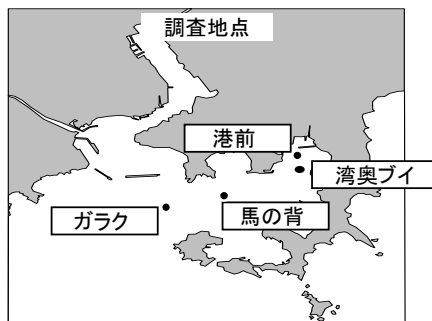 調査地点
港前
湾奥ブイ
ガラク
馬の背